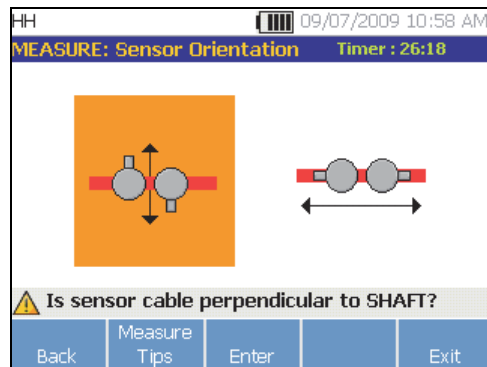 HH 09/07/2009 10:58 AM
MEASURE: Sensor Orientation Timer : 26:18
Is sensor cable perpendicular to SHAFT?
Back Measure Tips Enter Exit